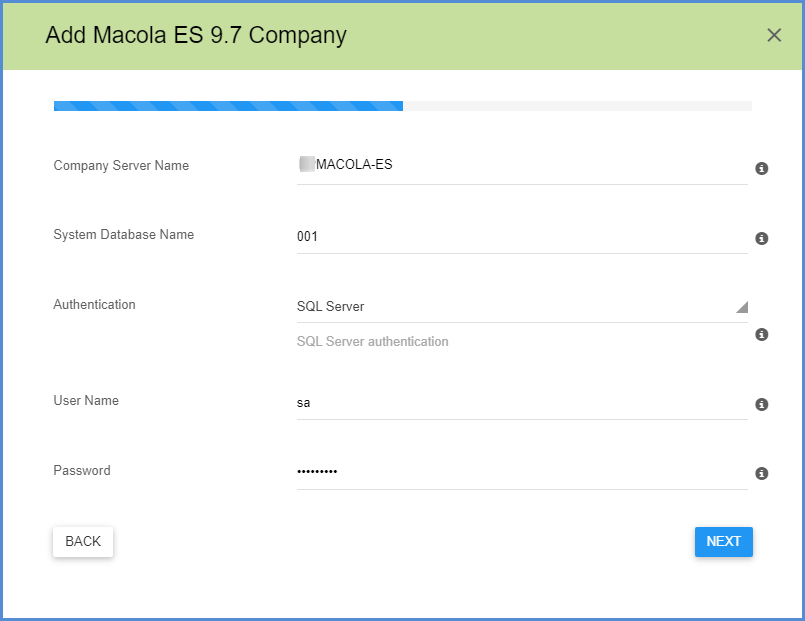 Add Macola ES 9.7 Company
Company Server Name MACOLA-ES
System Database Name 001
Authentication SQL Server
SQL Server authentication
User Name sa
Password •••••••••
BACK NEXT